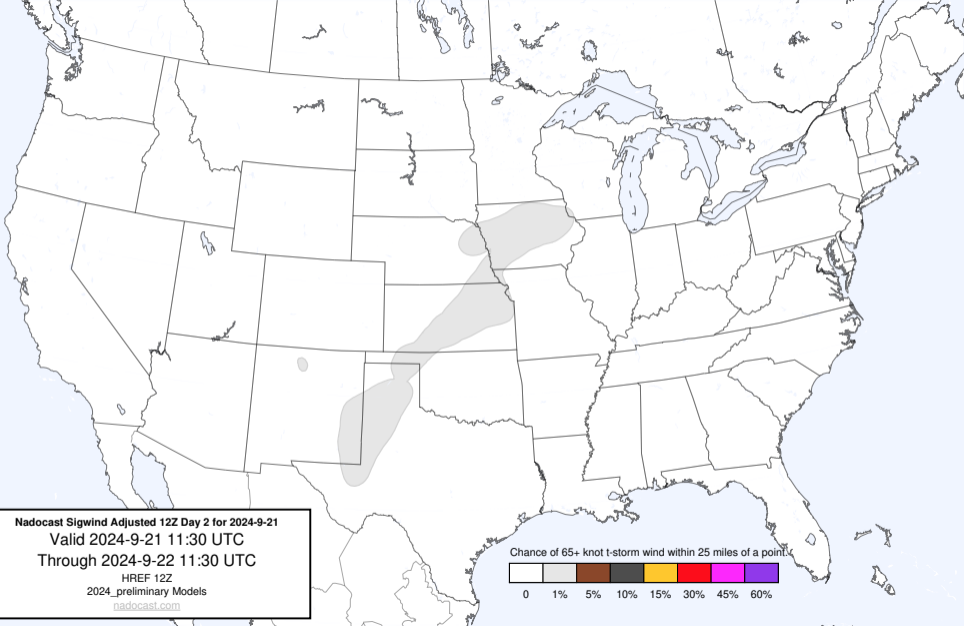 Nadocast Sigwind Adjusted 12Z Day 2 for 2024-9-21
Valid 2024-9-21 11:30 UTC
Through 2024-9-22 11:30 UTC
HREF 12Z
2024_preliminary Models
nadocast.com
Chance of 65+ knot t-storm wind within 25 miles of a point.
0 1% 5% 10% 15% 30% 45% 60%